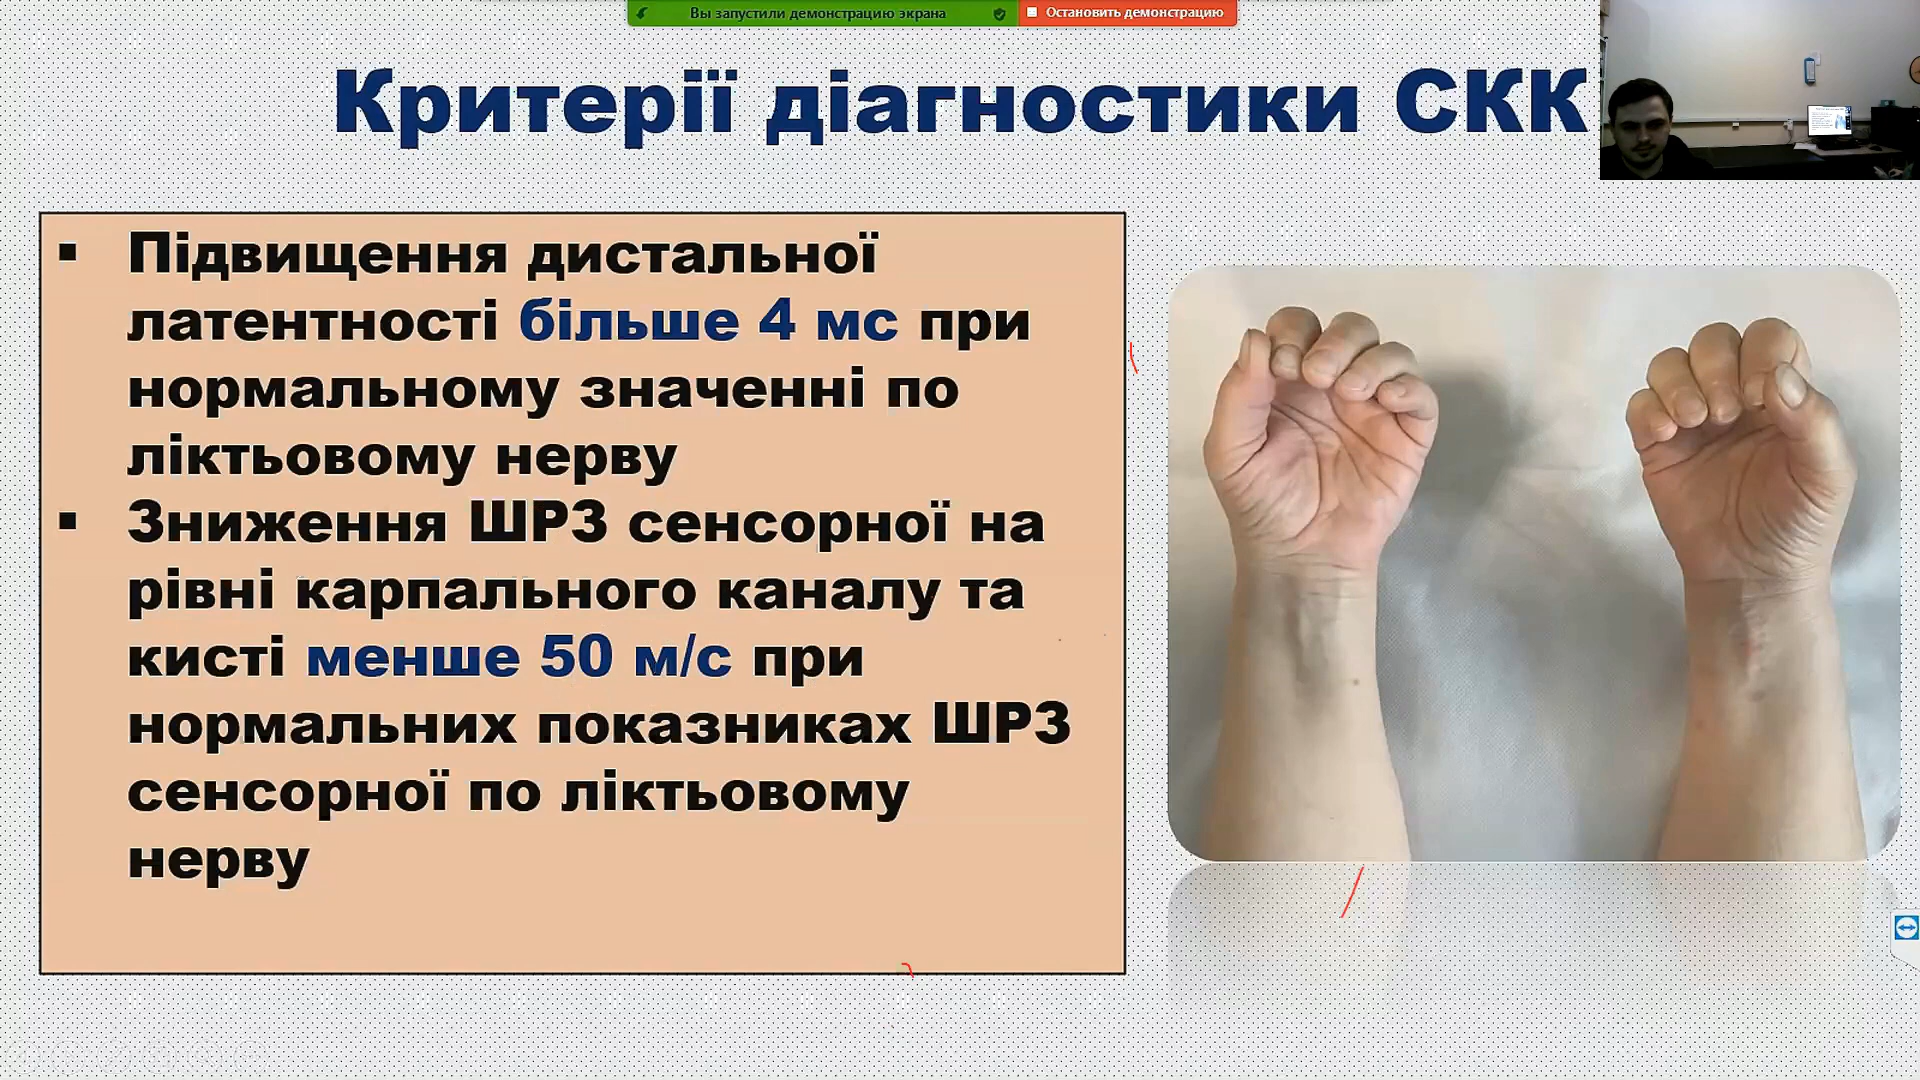 Вы запустили демонстрацию экрана
Остановить демонстрацию
Критерії діагностики СКК
▪ Підвищення дистальної
латентності більше 4 мс при
нормальному значенні по
ліктьовому нерву
▪ Зниження ШРЗ сенсорної на
рівні карпального каналу та
кисті менше 50 м/с при
нормальних показниках ШРЗ
сенсорної по ліктьовому
нерву